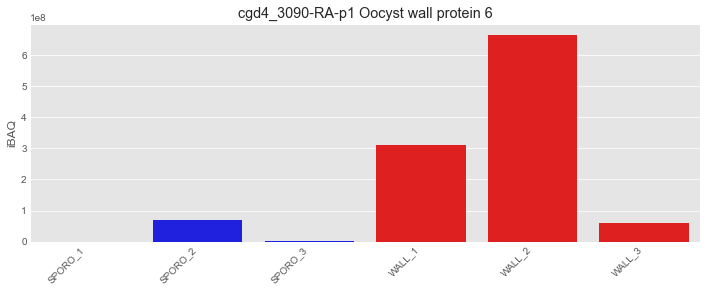 cgd4_3090-RA-p1 Oocyst wall protein 6
1e8
iBAQ
6
5
4
3
2
1
0
SPORO_1
SPORO_2
SPORO_3
WALL_1
WALL_2
WALL_3